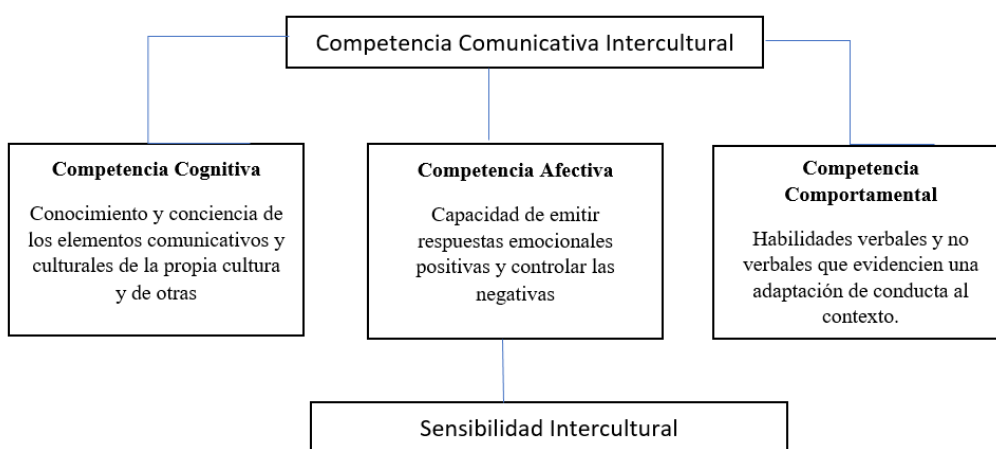 Competencia Comunicativa Intercultural
Competencia Cognitiva
Conocimiento y conciencia de
los elementos comunicativos y
culturales de la propia cultura
y de otras
Competencia Afectiva
Capacidad de emitir
respuestas emocionales
positivas y controlar las
negativas
Competencia
Comportamental
Habilidades verbales y no
verbales que evidencien una
adaptación de conducta al
contexto.
Sensibilidad Intercultural